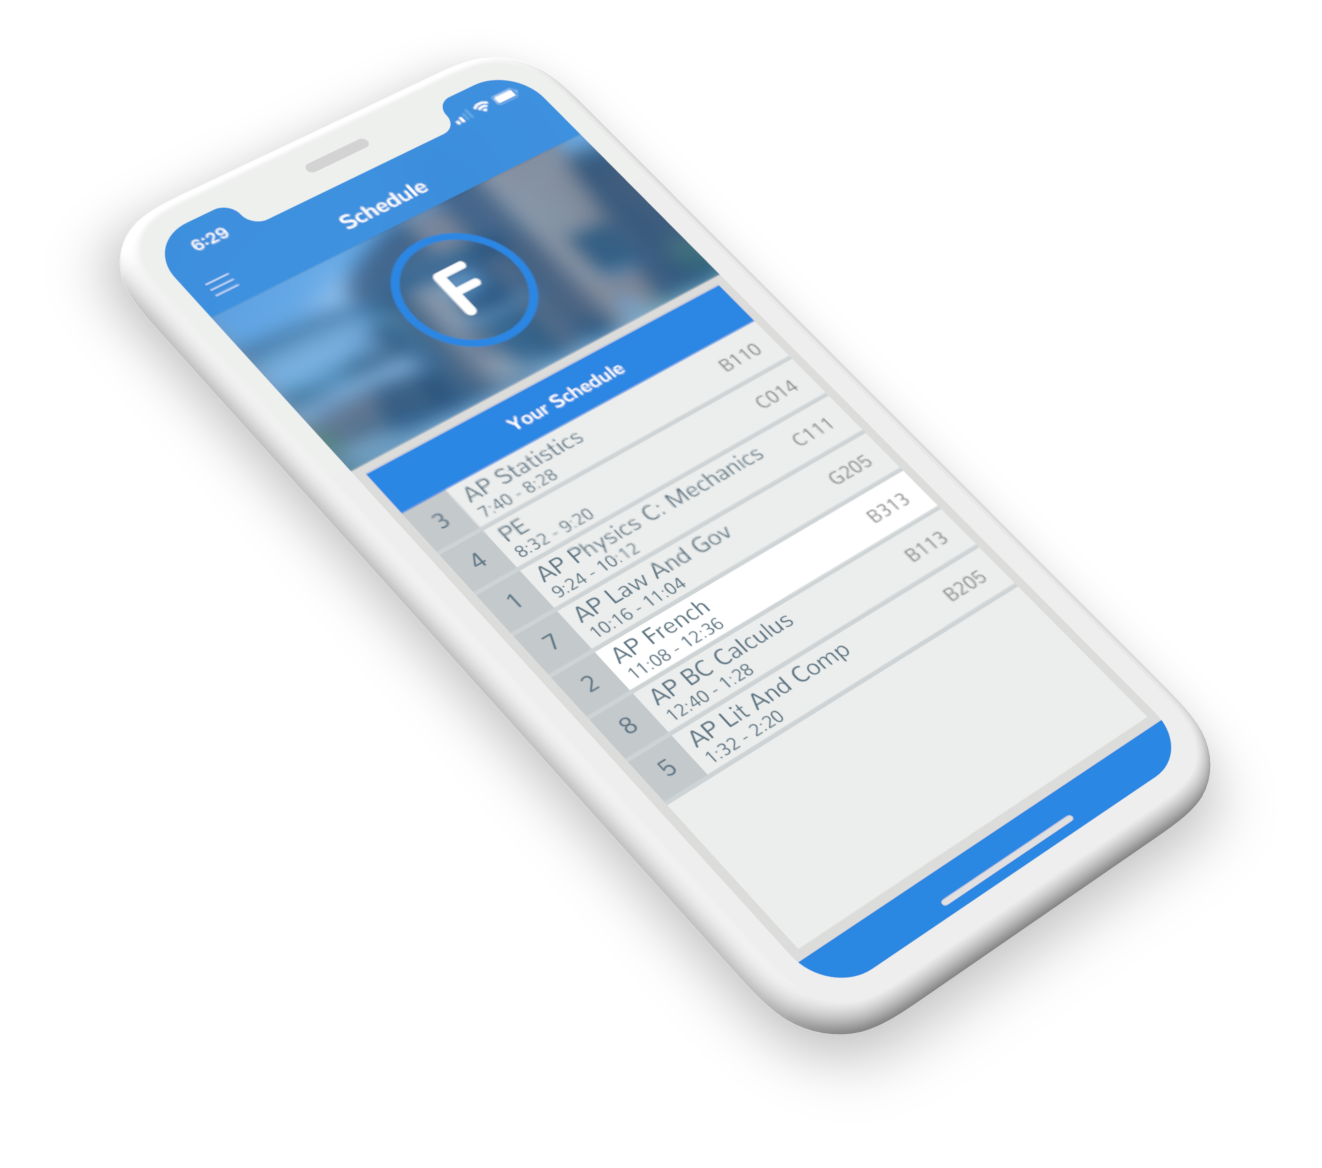 6:29
Schedule
F
Your Schedule
3
AP Statistics
7:40 - 8:28
B110
4
PE
8:32 - 9:20
C014
1
AP Physics C: Mechanics
9:24 - 10:12
C111
7
AP Law And Gov
10:16 - 11:04
G205
2
AP French
11:08 - 12:36
B313
8
AP BC Calculus
12:40 - 1:28
B113
5
AP Lit And Comp
1:32 - 2:20
B205